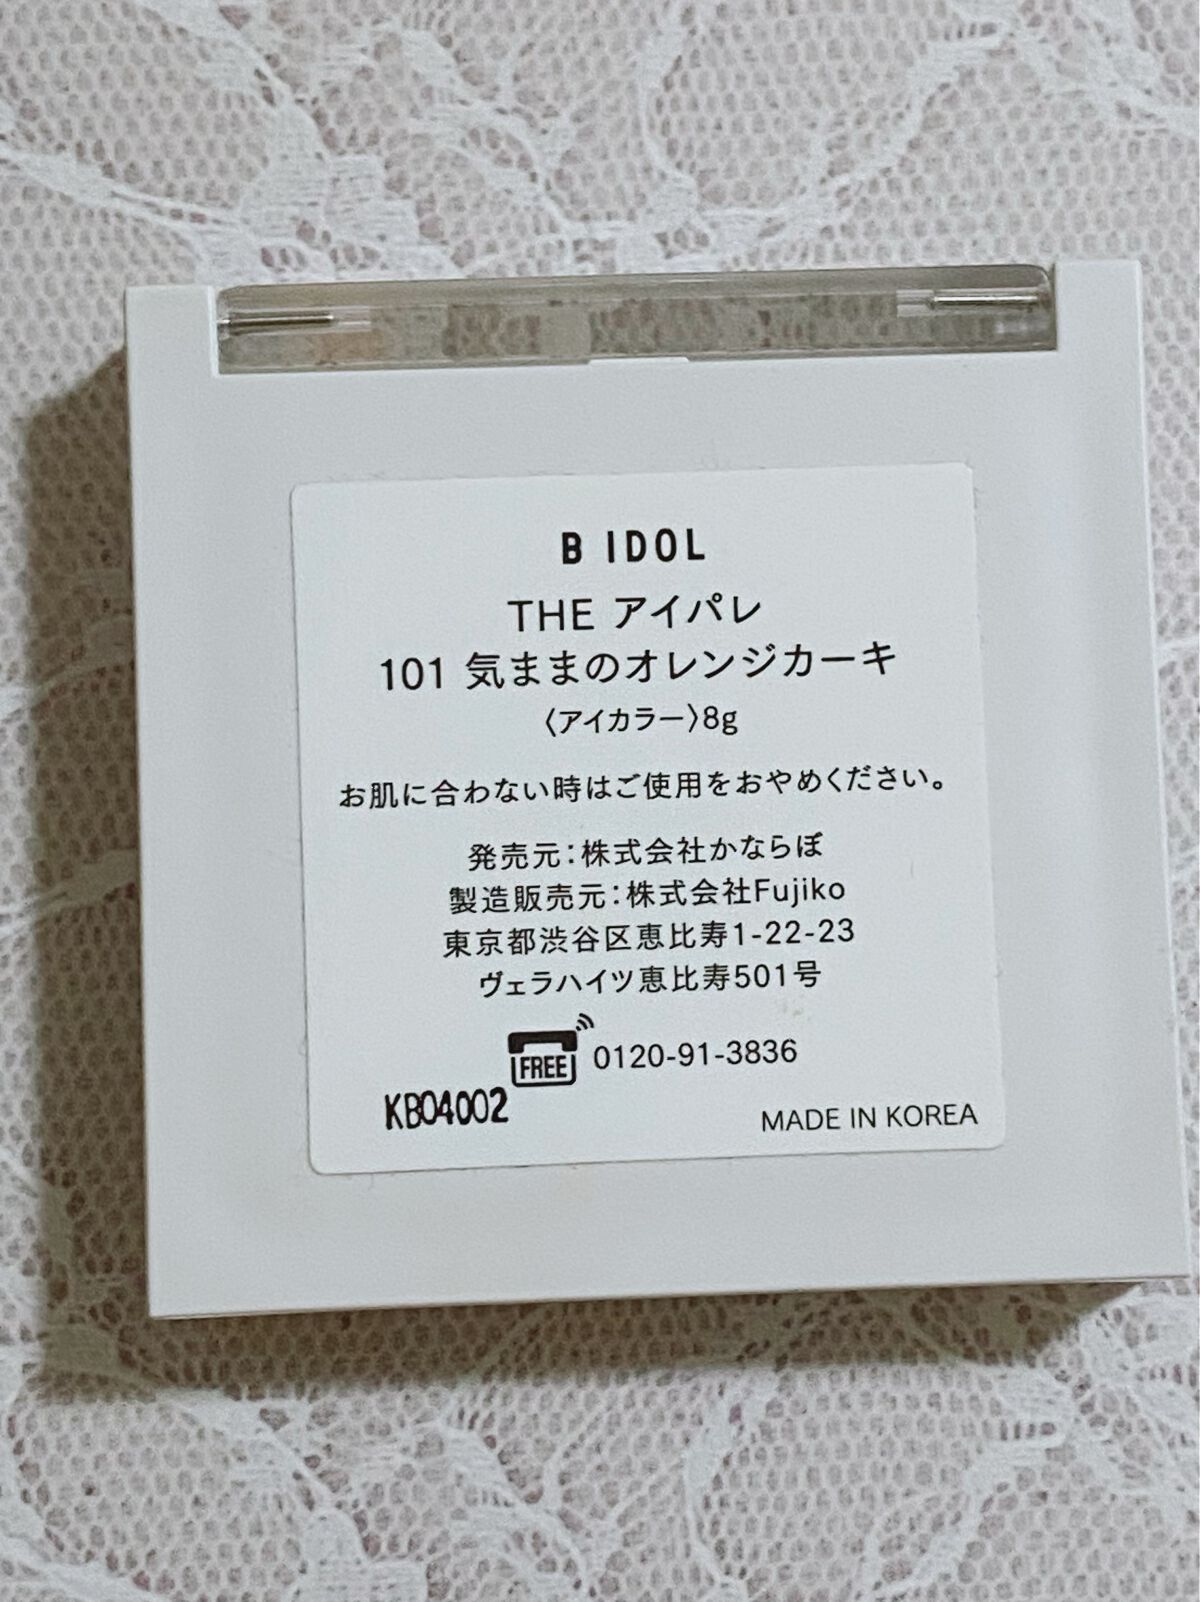 B IDOL
THE アイパレ
101 気ままのオレンジカーキ
〈アイカラー〉8g
お肌に合わない時はご使用をおやめください。
発売元：株式会社かならぼ
製造販売元：株式会社Fujiko
東京都渋谷区恵比寿1-22-23
ヴェラハイツ恵比寿501号
FREE 0120-91-3836
KB04002
MADE IN KOREA